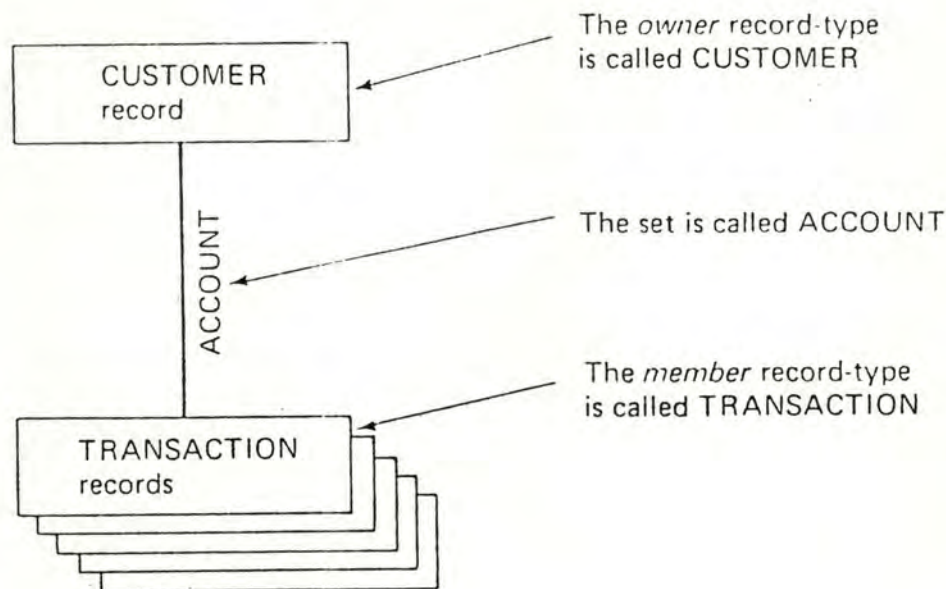 CUSTOMER
record
The owner record-type
is called CUSTOMER
ACCOUNT
The set is called ACCOUNT
The member record-type
is called TRANSACTION
TRANSACTION
records